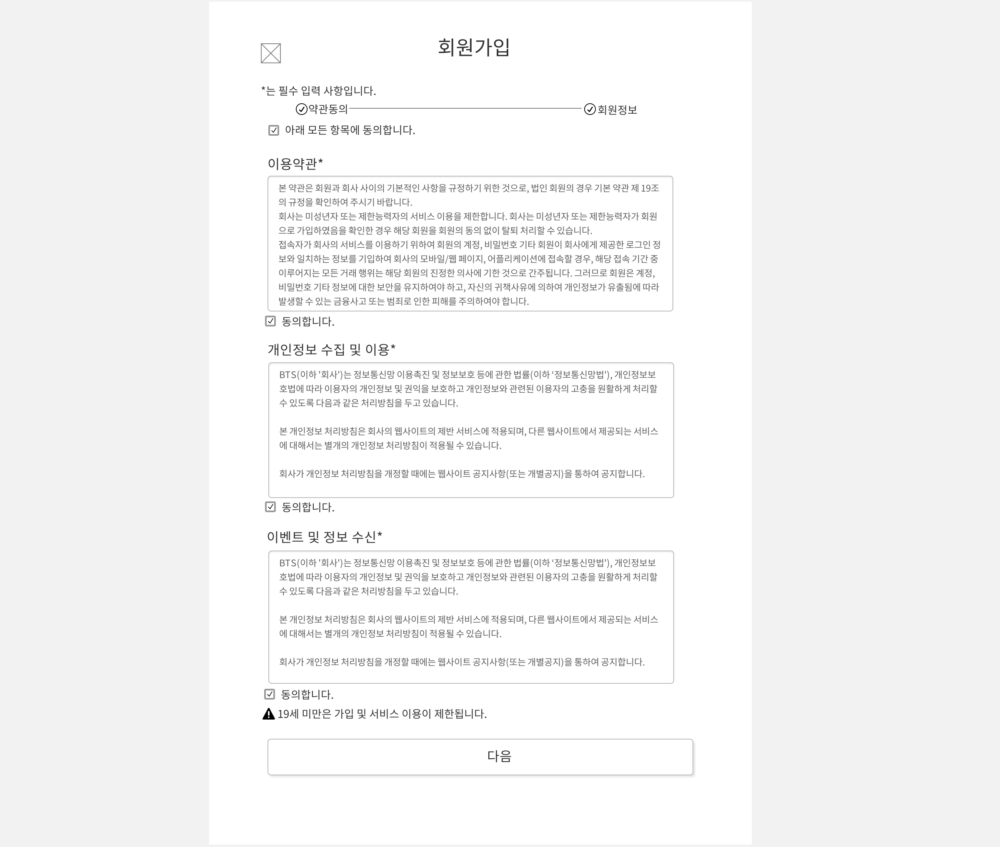 회원가입
*는 필수 입력 사항입니다.
약관동의 회원정보
아래 모든 항목에 동의합니다.
이용약관*
본 약관은 회원과 회사 사이의 기본적인 사항을 규정하기 위한 것으로, 법인 회원의 경우 기본 약관 제 19조
의 규정을 확인하여 주시기 바랍니다.
회사는 미성년자 또는 제한능력자의 서비스 이용을 제한합니다. 회사는 미성년자 또는 제한능력자가 회원
으로 가입하였음을 확인한 경우 해당 회원을 회원의 동의 없이 탈퇴 처리할 수 있습니다.
접속자가 회사의 서비스를 이용하기 위하여 회원의 계정, 비밀번호 기타 회원이 회사에게 제공한 로그인 정
보와 일치하는 정보를 기입하여 회사의 모바일/웹 페이지, 어플리케이션에 접속할 경우, 해당 접속 기간 중
이루어지는 모든 거래 행위는 해당 회원의 진정한 의사에 기한 것으로 간주됩니다. 그러므로 회원은 계정,
비밀번호 기타 정보에 대한 보안을 유지하여야 하고, 자신의 귀책사유에 의하여 개인정보가 유출됨에 따라
발생할 수 있는 금융사고 또는 범죄로 인한 피해를 주의하여야 합니다.
동의합니다.
개인정보 수집 및 이용*
BTS(이하 '회사')는 정보통신망 이용촉진 및 정보보호 등에 관한 법률(이하 ‘정보통신망법'), 개인정보보
호법에 따라 이용자의 개인정보 및 권익을 보호하고 개인정보와 관련된 이용자의 고충을 원활하게 처리할
수 있도록 다음과 같은 처리방침을 두고 있습니다.
본 개인정보 처리방침은 회사의 웹사이트의 제반 서비스에 적용되며, 다른 웹사이트에서 제공되는 서비스
에 대해서는 별개의 개인정보 처리방침이 적용될 수 있습니다.
회사가 개인정보 처리방침을 개정할 때에는 웹사이트 공지사항(또는 개별공지)을 통하여 공지합니다.
동의합니다.
이벤트 및 정보 수신*
BTS(이하 '회사')는 정보통신망 이용촉진 및 정보보호 등에 관한 법률(이하 ‘정보통신망법'), 개인정보보
호법에 따라 이용자의 개인정보 및 권익을 보호하고 개인정보와 관련된 이용자의 고충을 원활하게 처리할
수 있도록 다음과 같은 처리방침을 두고 있습니다.
본 개인정보 처리방침은 회사의 웹사이트의 제반 서비스에 적용되며, 다른 웹사이트에서 제공되는 서비스
에 대해서는 별개의 개인정보 처리방침이 적용될 수 있습니다.
회사가 개인정보 처리방침을 개정할 때에는 웹사이트 공지사항(또는 개별공지)을 통하여 공지합니다.
동의합니다.
19세 미만은 가입 및 서비스 이용이 제한됩니다.
다음